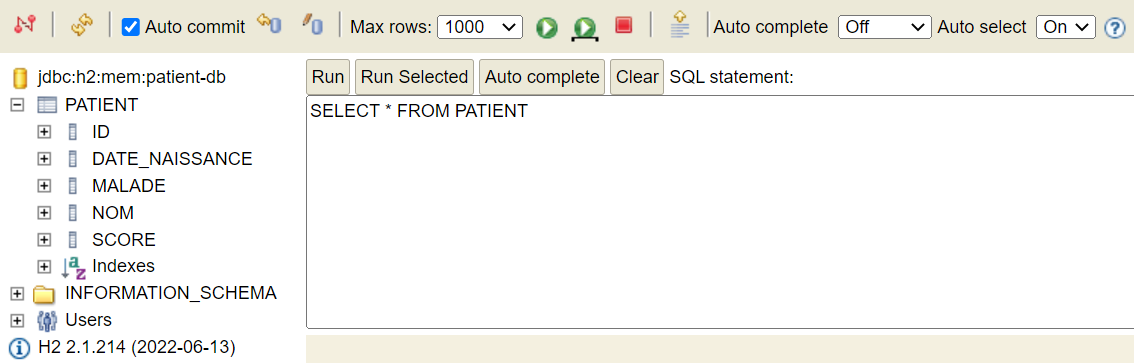 Auto commit Max rows: 1000 Auto complete Off Auto select On
jdbc:h2:mem:patient-db
PATIENT
ID
DATE_NAISSANCE
MALADE
NOM
SCORE
Indexes
INFORMATION_SCHEMA
Users
H2 2.1.214 (2022-06-13)
Run Run Selected Auto complete Clear SQL statement:
SELECT * FROM PATIENT